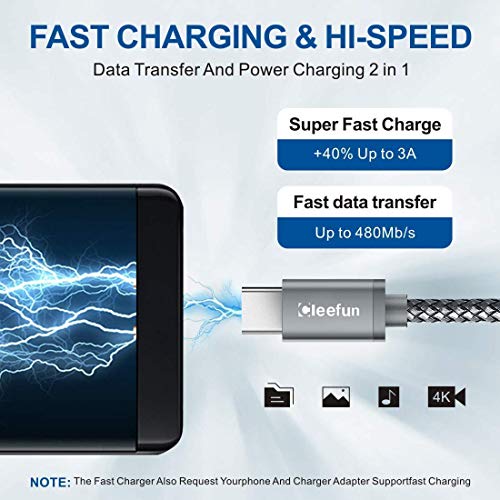 FAST CHARGING & HI-SPEED
Data Transfer And Power Charging 2 in 1
Super Fast Charge
+40% Up to 3A
Fast data transfer
Up to 480Mb/s
Cleefun
4K
NOTE: The Fast Charger Also Request Yourphone And Charger Adapter Supportfast Charging